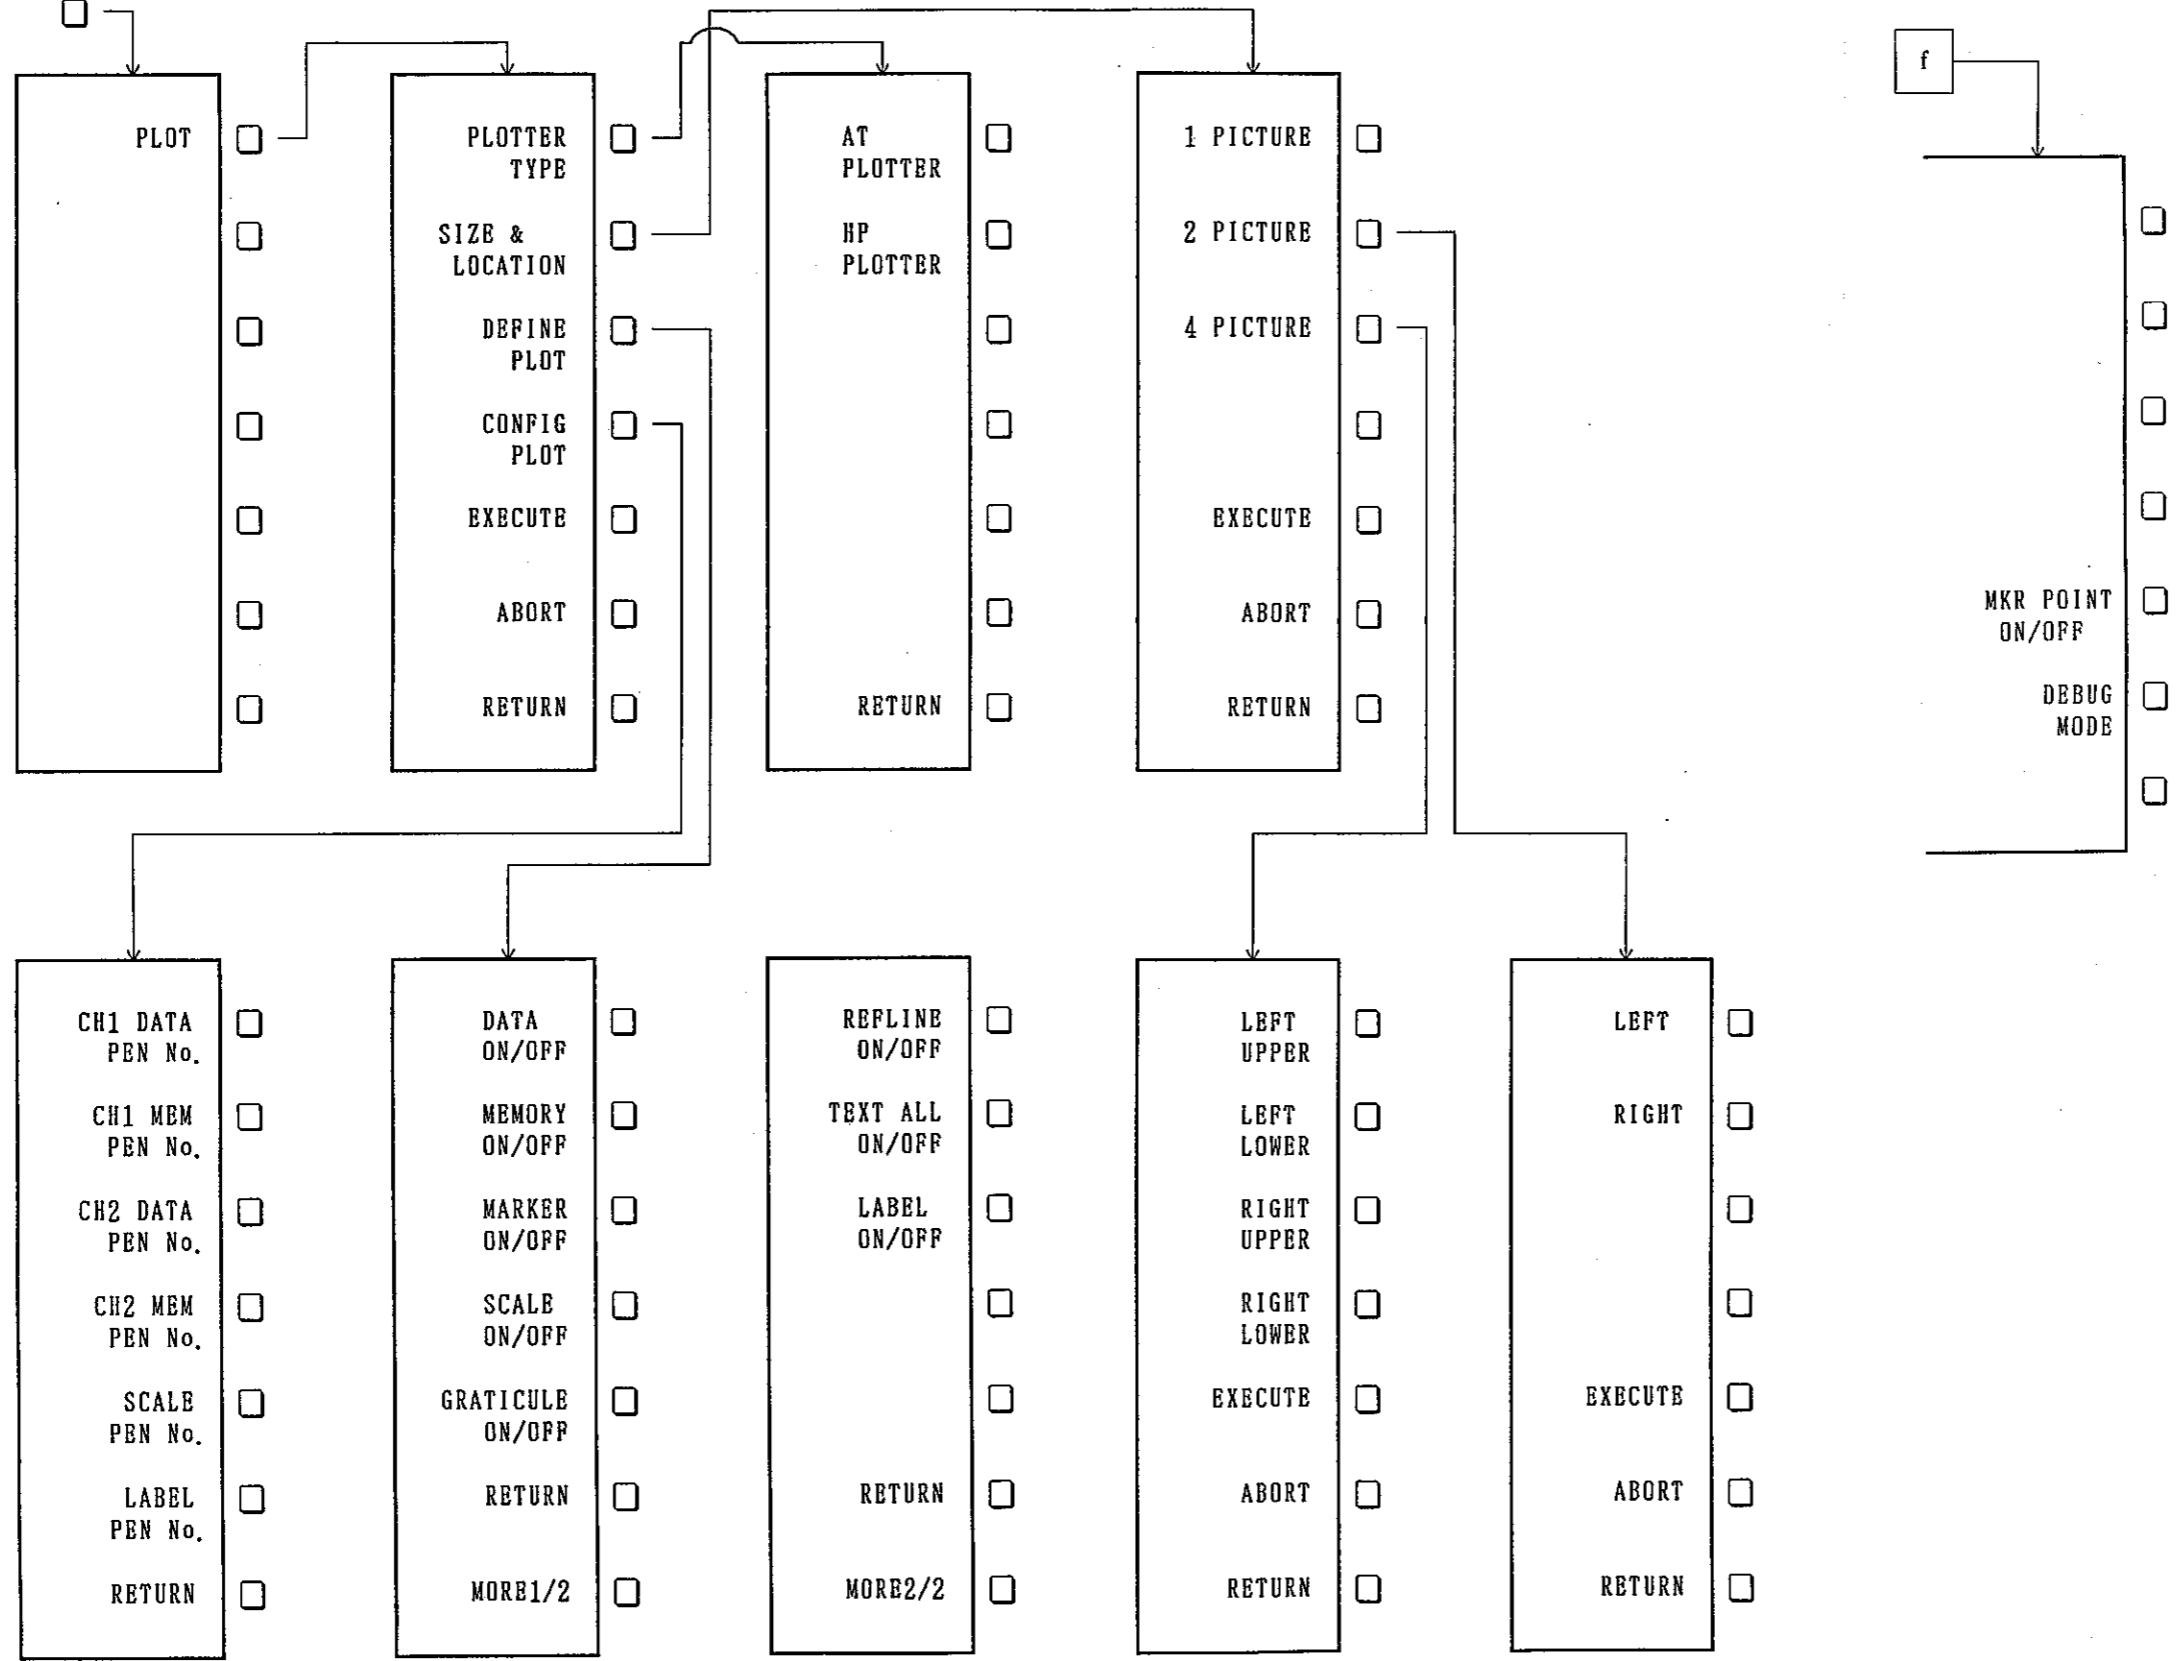 f
PLOT
PLOTTER
TYPE
SIZE &
LOCATION
DEFINE
PLOT
CONFIG
PLOT
EXECUTE
ABORT
RETURN
AT
PLOTTER
HP
PLOTTER
RETURN
1 PICTURE
2 PICTURE
4 PICTURE
EXECUTE
ABORT
RETURN
MKR POINT
ON/OFF
DEBUG
MODE
CH1 DATA
PEN No.
CH1 MEM
PEN No.
CH2 DATA
PEN No.
CH2 MEM
PEN No.
SCALE
PEN No.
LABEL
PEN No.
RETURN
DATA
ON/OFF
MEMORY
ON/OFF
MARKER
ON/OFF
SCALE
ON/OFF
GRATICULE
ON/OFF
RETURN
MORE1/2
REFLINE
ON/OFF
TEXT ALL
ON/OFF
LABEL
ON/OFF
RETURN
MORE2/2
LEFT
UPPER
LEFT
LOWER
RIGHT
UPPER
RIGHT
LOWER
EXECUTE
ABORT
RETURN
LEFT
RIGHT
EXECUTE
ABORT
RETURN